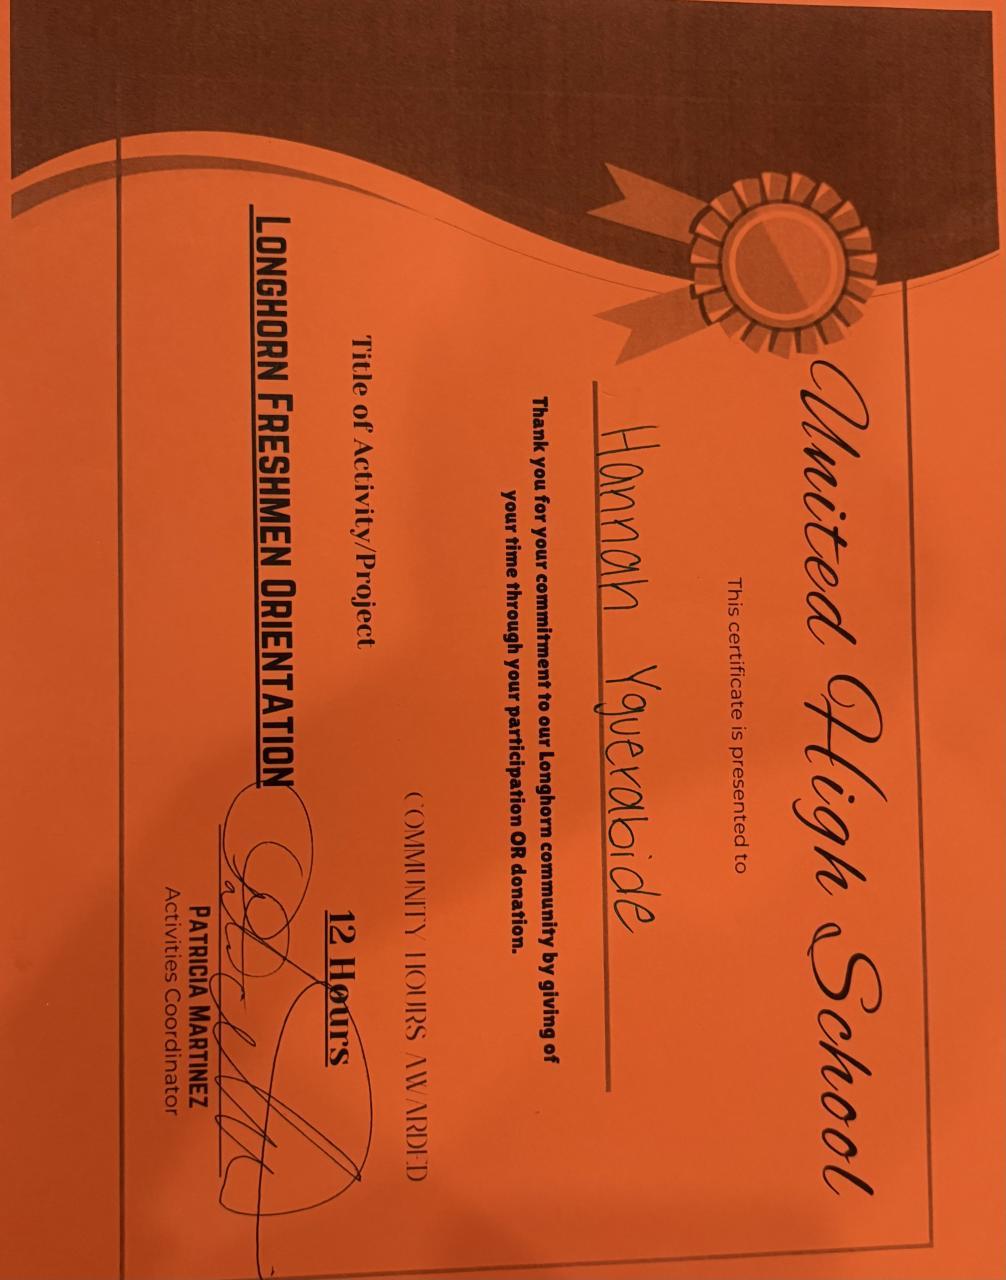 United High School
This certificate is presented to
Hannah Yguerabide
Thank you for your commitment to our Longhorn community by giving of
your time through your participation OR donation.
Title of Activity/Project
LONGHORN FRESHMEN ORIENTATION
COMMUNITY HOURS AWARDED
12 Hours
PATRICIA MARTINEZ
Activities Coordinator